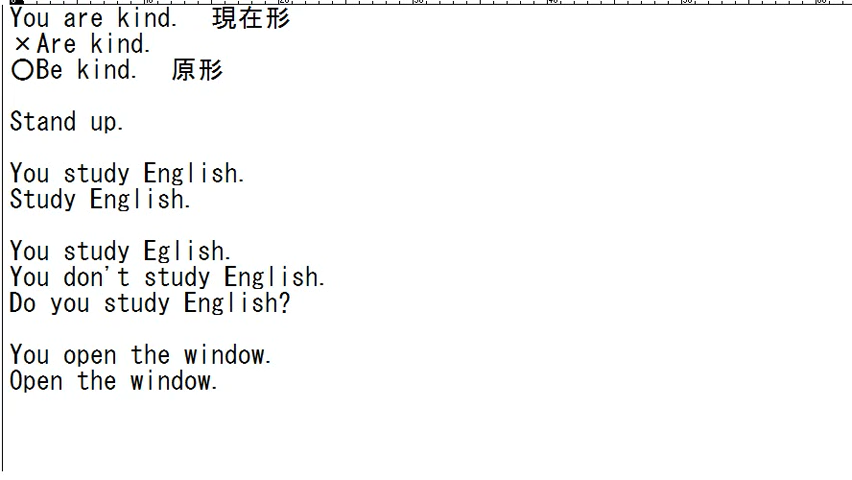 You are kind.　現在形
×Are kind.
○Be kind.　原形
Stand up.
You study English.
Study English.
You study Eglish.
You don't study English.
Do you study English?
You open the window.
Open the window.